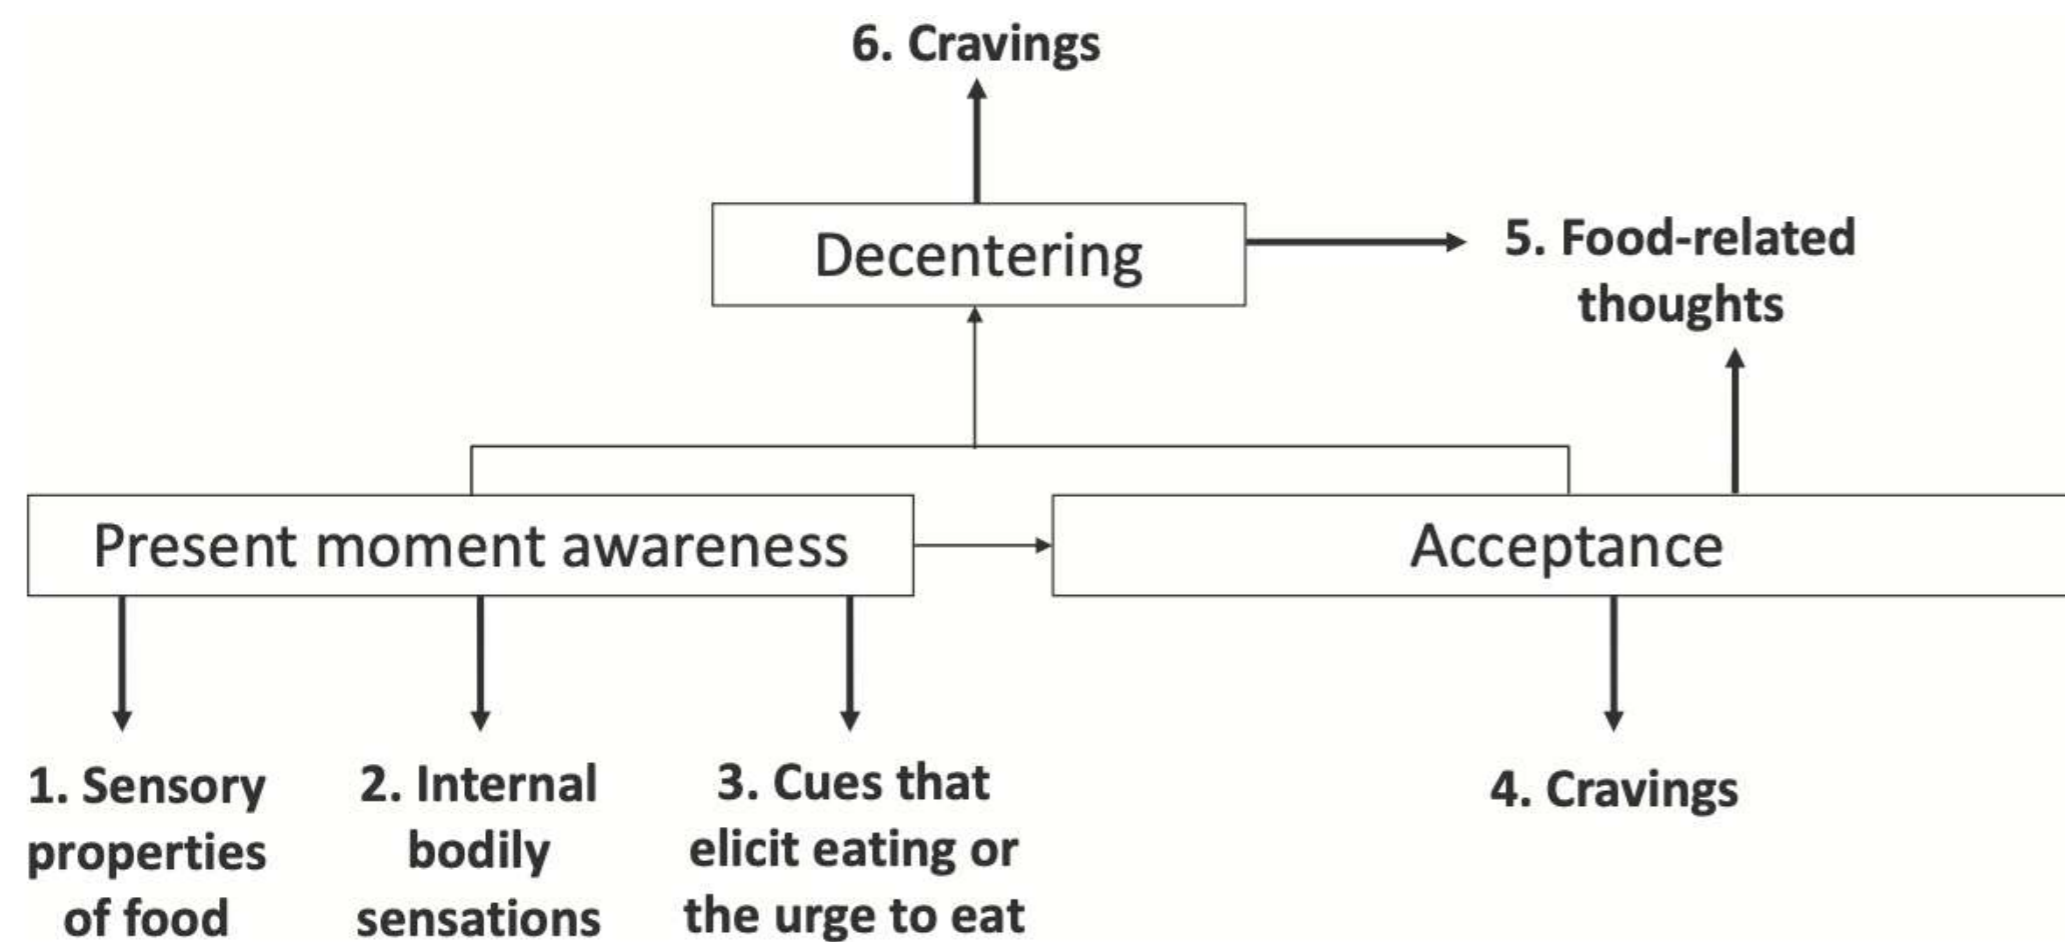 6. Cravings
Decentering
5. Food-related
thoughts
Present moment awareness
Acceptance
1. Sensory
properties
of food
2. Internal
bodily
sensations
3. Cues that
elicit eating or
the urge to eat
4. Cravings